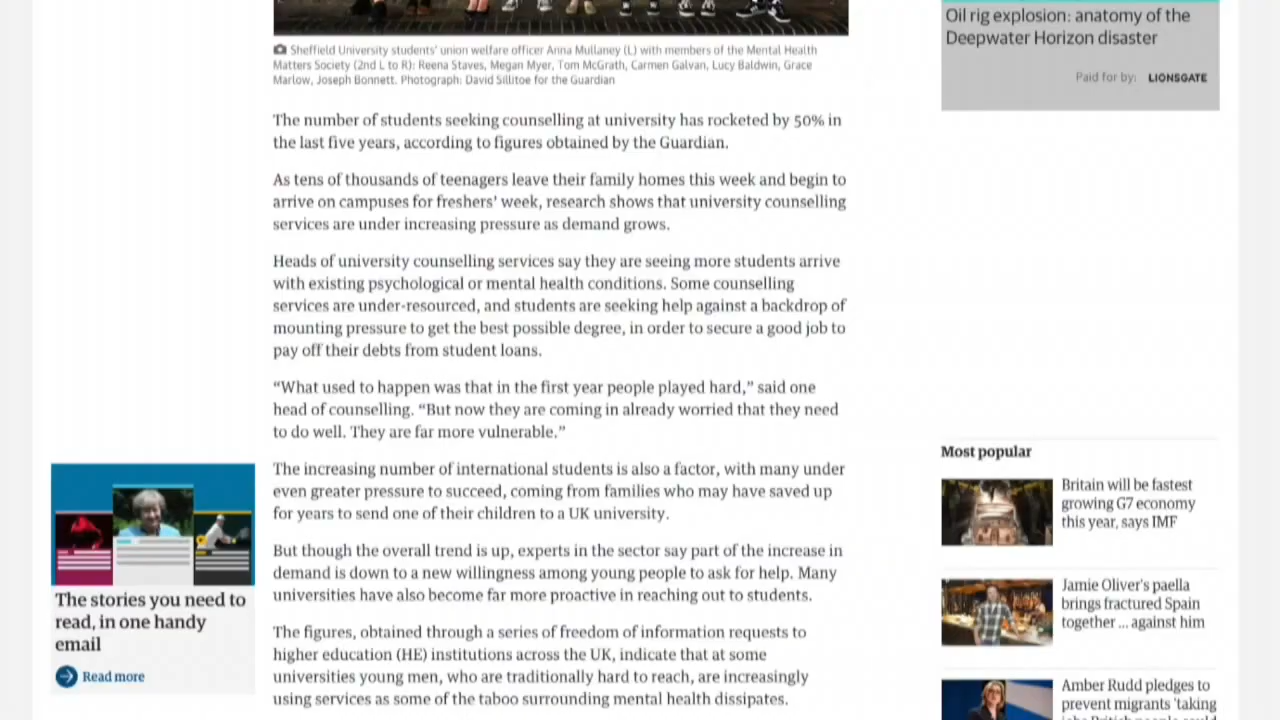 Sheffield University students' union welfare officer Anna Mullaney (L) with members of the Mental Health
Matters Society (2nd L to R): Reena Staves, Megan Myer, Tom McGrath, Carmen Galvan, Lucy Baldwin, Grace
Marlow, Joseph Bonnett. Photograph: David Sillitoe for the Guardian
The number of students seeking counselling at university has rocketed by 50% in
the last five years, according to figures obtained by the Guardian.
As tens of thousands of teenagers leave their family homes this week and begin to
arrive on campuses for freshers' week, research shows that university counselling
services are under increasing pressure as demand grows.
Heads of university counselling services say they are seeing more students arrive
with existing psychological or mental health conditions. Some counselling
services are under-resourced, and students are seeking help against a backdrop of
mounting pressure to get the best possible degree, in order to secure a good job to
pay off their debts from student loans.
“What used to happen was that in the first year people played hard,” said one
head of counselling. “But now they are coming in already worried that they need
to do well. They are far more vulnerable.”
The increasing number of international students is also a factor, with many under
even greater pressure to succeed, coming from families who may have saved up
for years to send one of their children to a UK university.
But though the overall trend is up, experts in the sector say part of the increase in
demand is down to a new willingness among young people to ask for help. Many
universities have also become far more proactive in reaching out to students.
The figures, obtained through a series of freedom of information requests to
higher education (HE) institutions across the UK, indicate that at some
universities young men, who are traditionally hard to reach, are increasingly
using services as some of the taboo surrounding mental health dissipates.
The stories you need to
read, in one handy
email
Read more
Oil rig explosion: anatomy of the
Deepwater Horizon disaster
Paid for by: LIONSGATE
Most popular
Britain will be fastest
growing G7 economy
this year, says IMF
Jamie Oliver's paella
brings fractured Spain
together ... against him
Amber Rudd pledges to
prevent migrants 'taking
jobs British people could